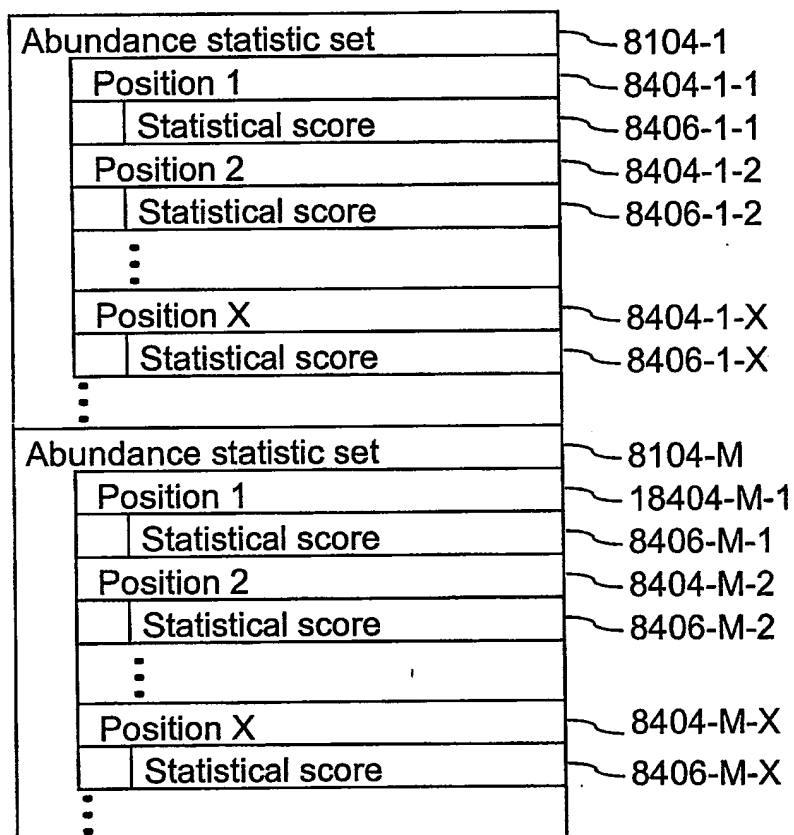 Abundance statistic set 8104-1
Position 1 8404-1-1
Statistical score 8406-1-1
Position 2 8404-1-2
Statistical score 8406-1-2
Position X 8404-1-X
Statistical score 8406-1-X
Abundance statistic set 8104-M
Position 1 18404-M-1
Statistical score 8406-M-1
Position 2 8404-M-2
Statistical score 8406-M-2
Position X 8404-M-X
Statistical score 8406-M-X